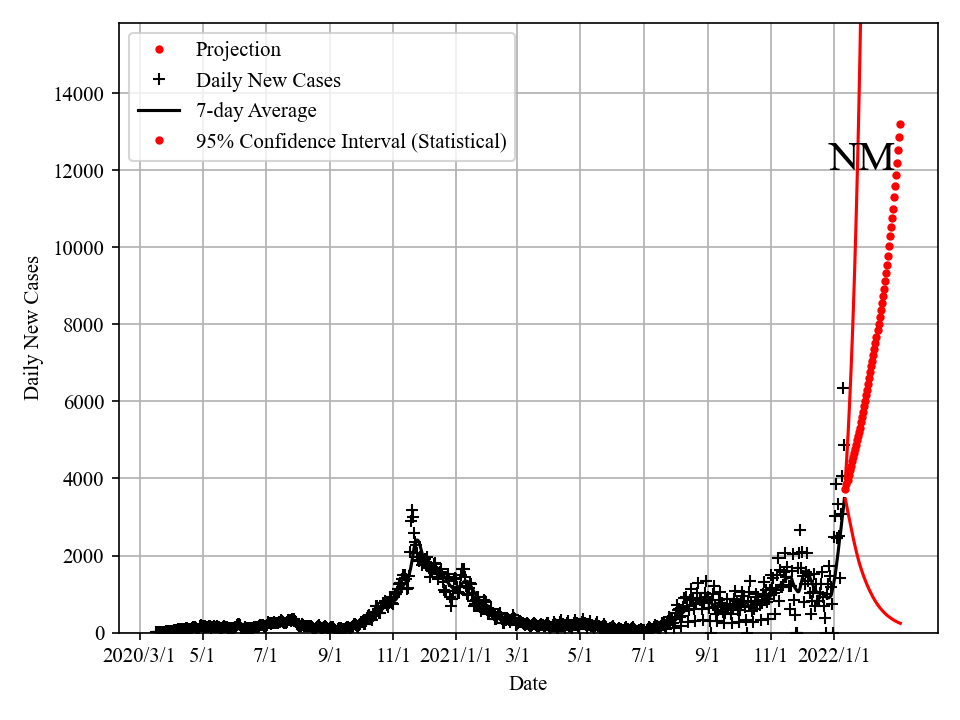 Projection
Daily New Cases
7-day Average
95% Confidence Interval (Statistical)
NM
14000
12000
10000
8000
6000
4000
2000
0
Daily New Cases
2020/3/1 5/1 7/1 9/1 11/1 2021/1/1 3/1 5/1 7/1 9/1 11/1 2022/1/1
Date